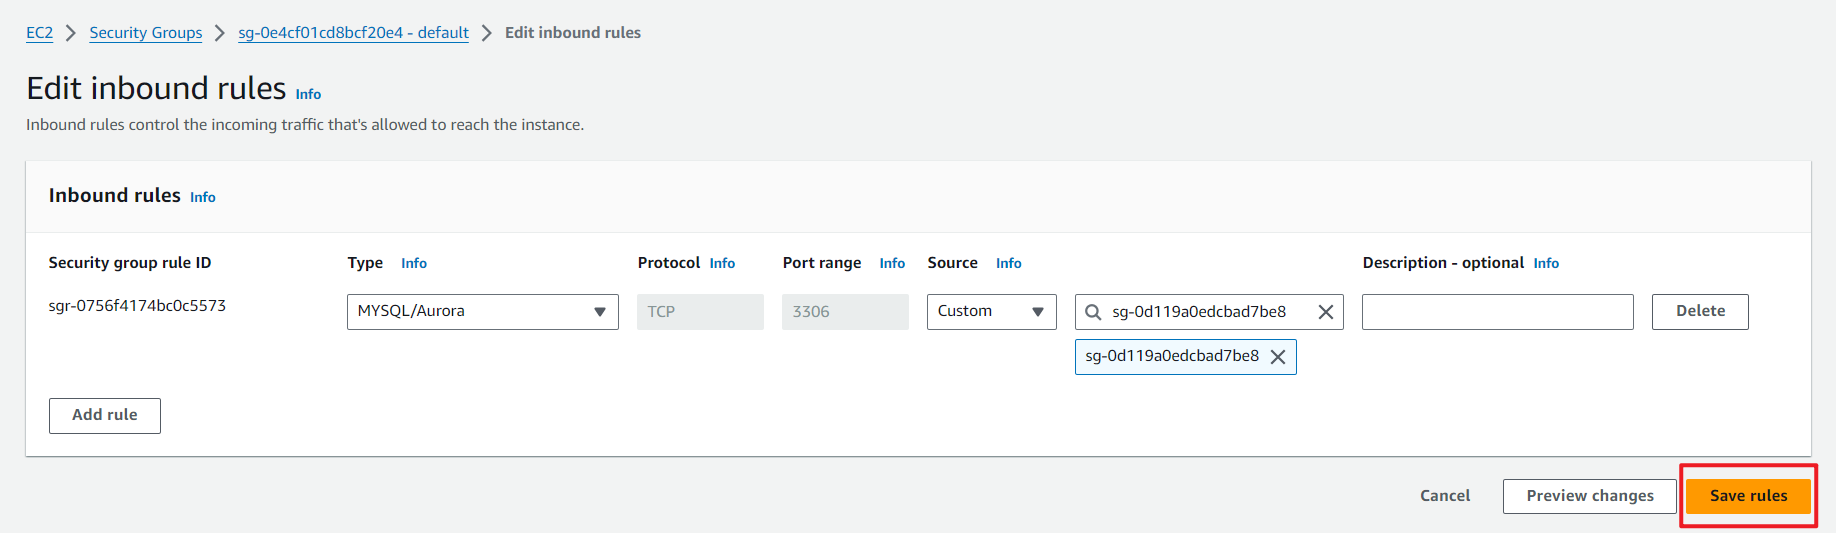 EC2 > Security Groups > sg-0e4cf01cd8bcf20e4 - default > Edit inbound rules
Edit inbound rules Info
Inbound rules control the incoming traffic that's allowed to reach the instance.
Inbound rules Info
Security group rule ID Type Info Protocol Info Port range Info Source Info Description - optional Info
sgr-0756f4174bc0c5573 MYSQL/Aurora TCP 3306 Custom sg-0d119a0edcbad7be8 Delete
sg-0d119a0edcbad7be8
Add rule
Cancel Preview changes Save rules